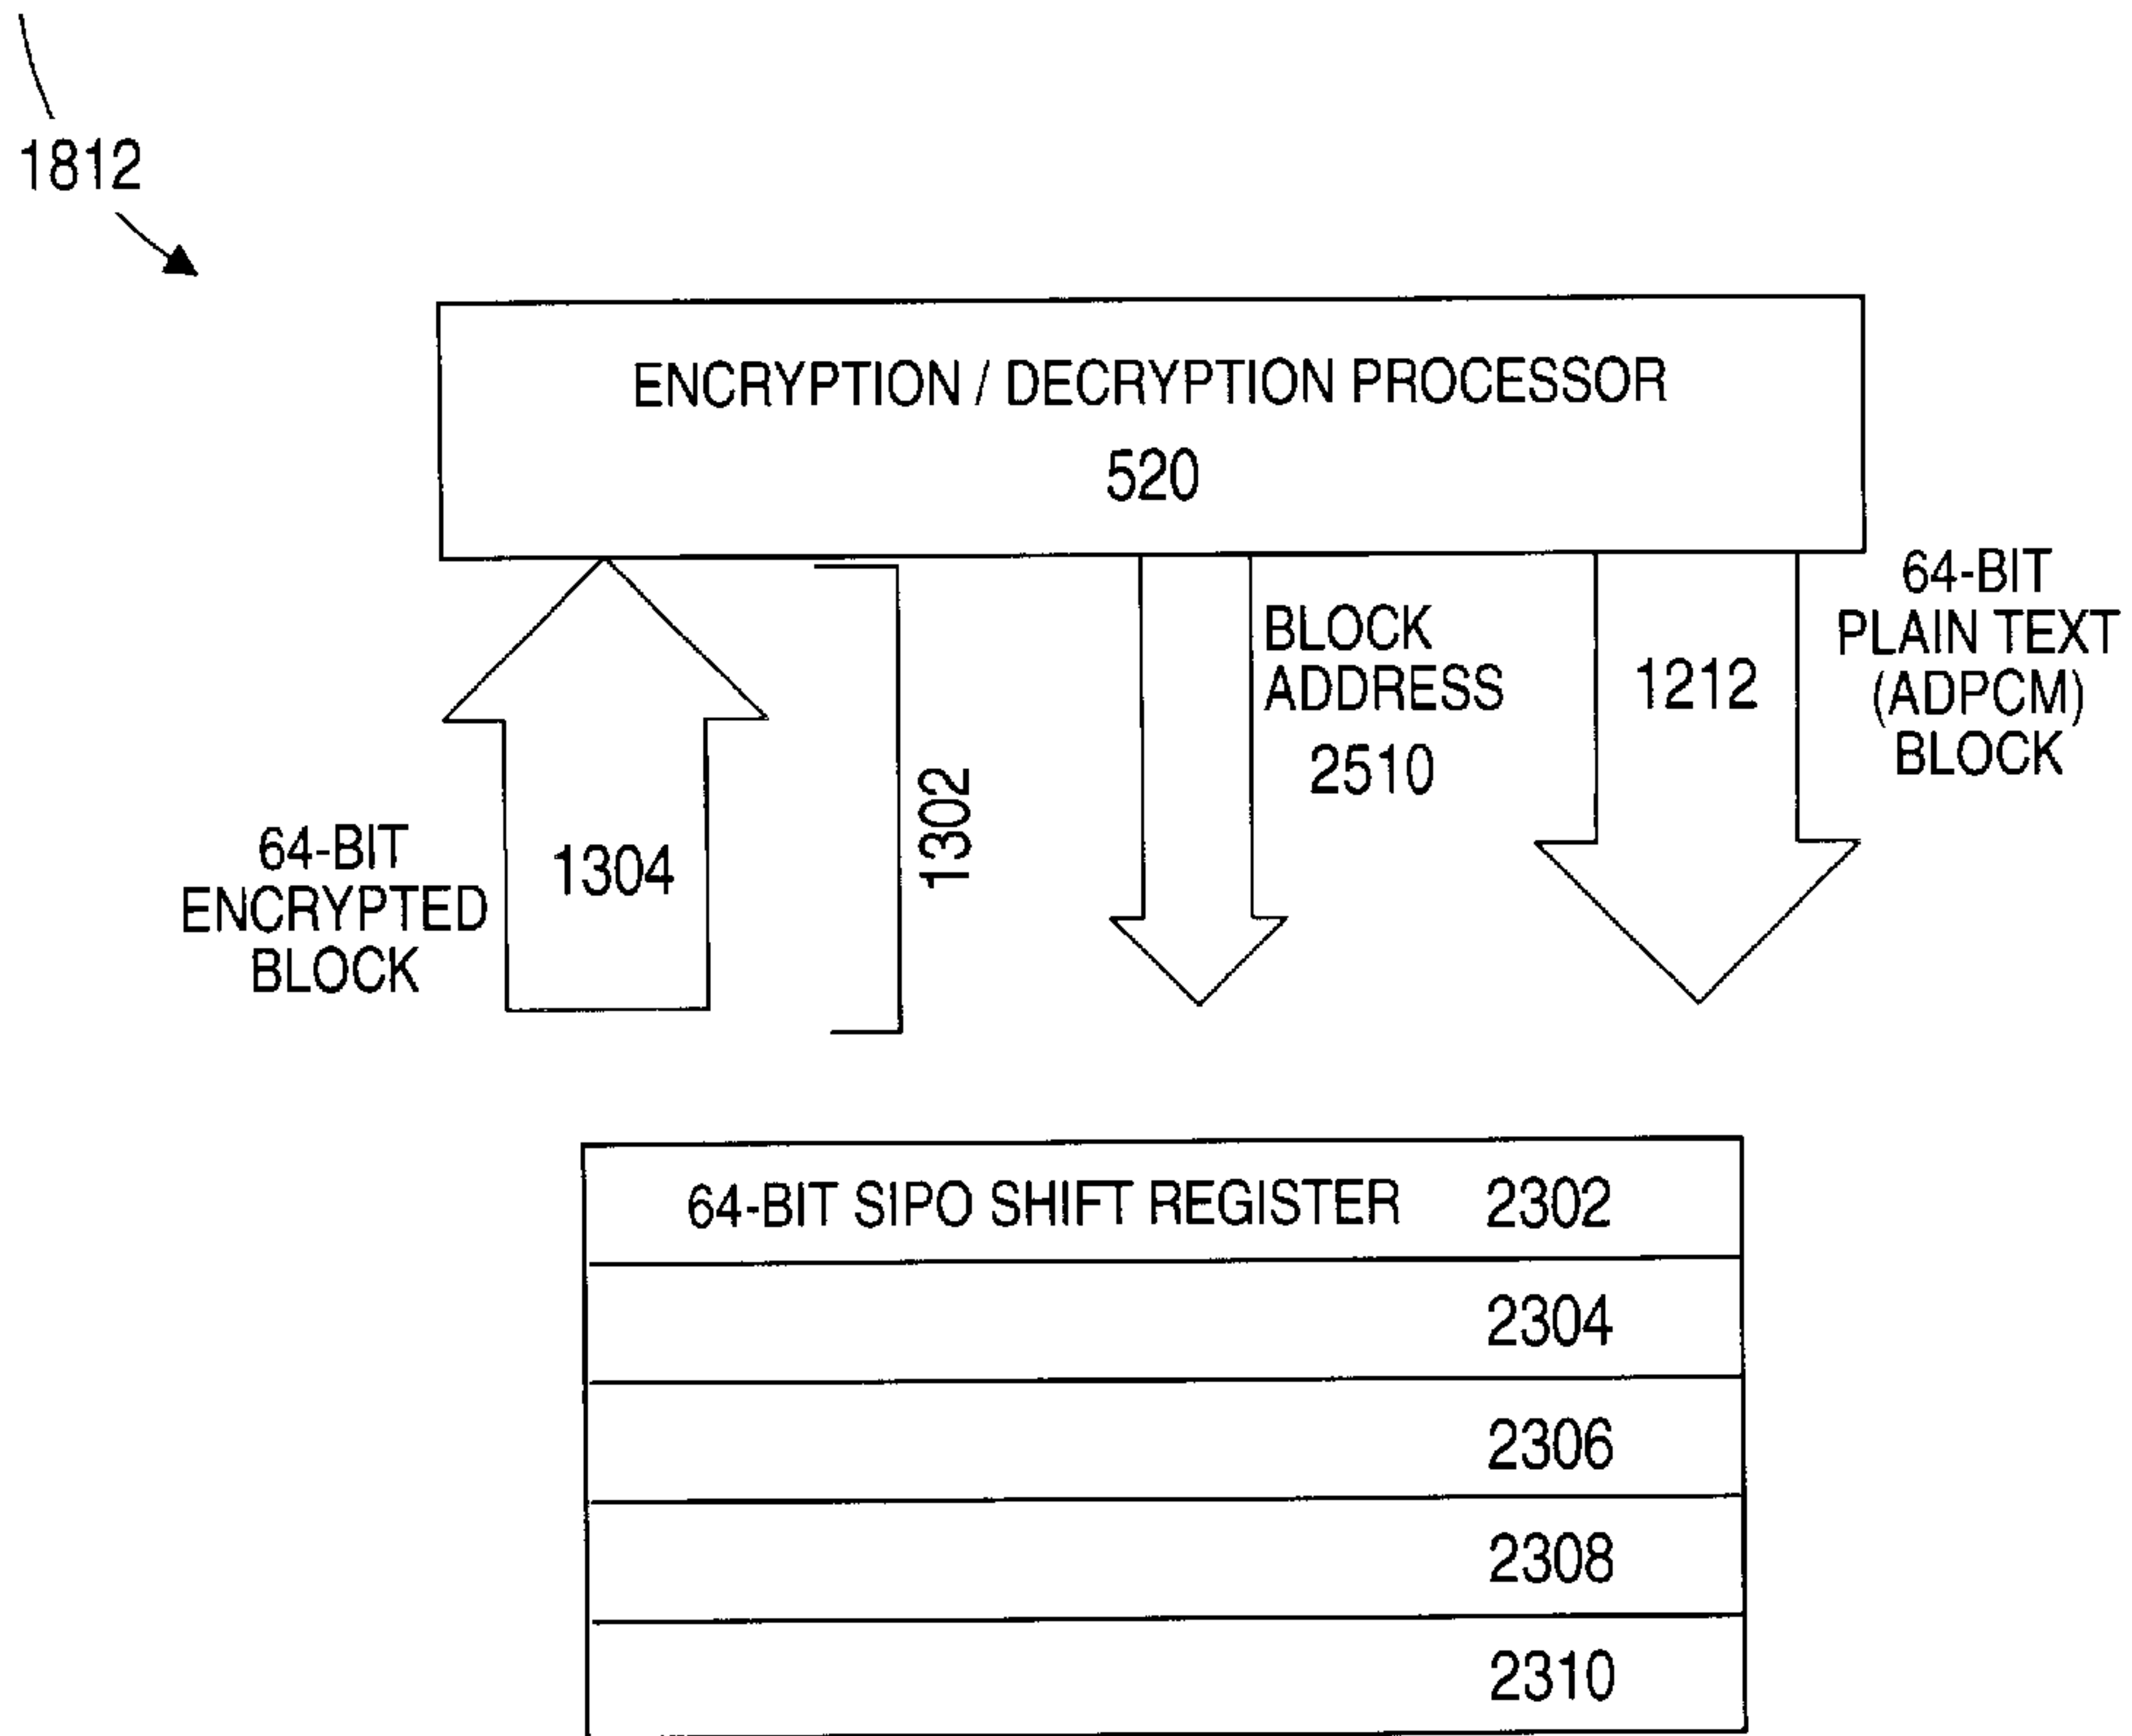 1812
ENCRYPTION / DECRYPTION PROCESSOR
520
64-BIT
ENCRYPTED
BLOCK
1304
1302
BLOCK
ADDRESS
2510
1212
64-BIT
PLAIN TEXT
(ADPCM)
BLOCK
64-BIT SIPO SHIFT REGISTER 2302
2304
2306
2308
2310